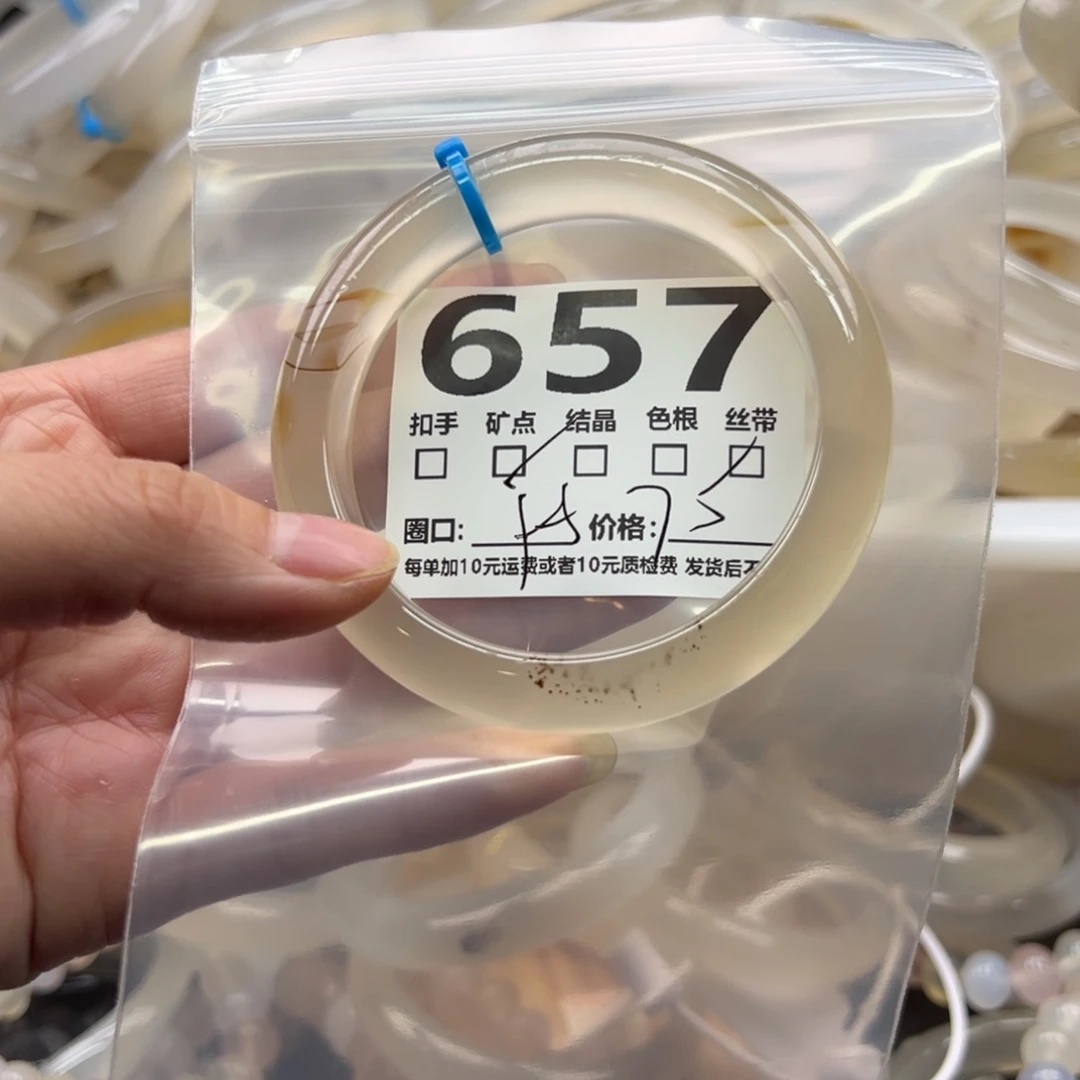 657
扣手 矿点 结晶 色根 丝带
圈口: 价格:
每单加10元运费或者10元质检费 发货后不